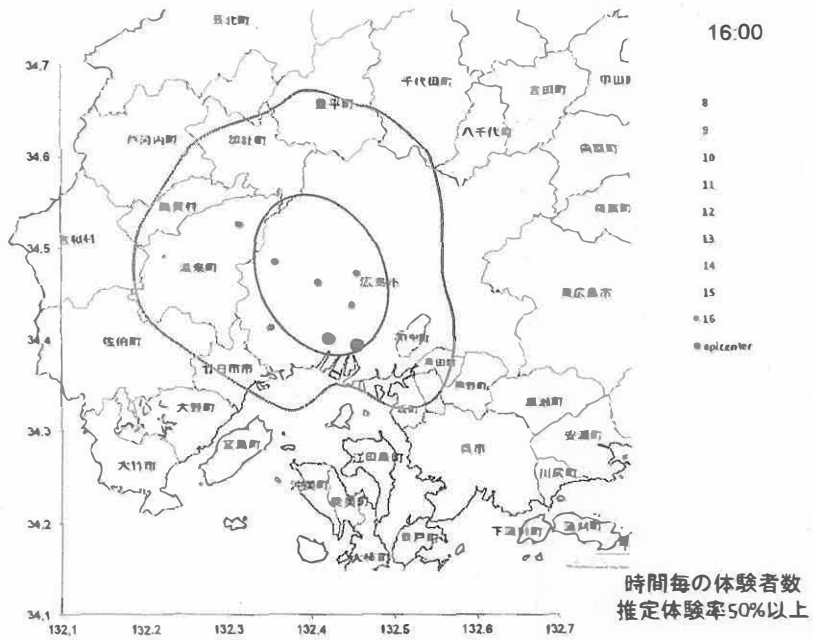 16:00
芸北町
34.7
千代田町
吉田町
豊平町
8
八千代町
戸河内町
加計町
9
34.6
向原町
10
筒賀村
11
吉和村
12
34.5
湯来町
広島市
13
東広島市
14
15
34.4
佐伯町
府中町
16
海田町
epicenter
廿日市市
熊野町
大野町
坂町
黒瀬町
34.3
宮島町
安浦町
大竹市
江田島町
呉市
沖美町
川尻町
能美町
34.2
音戸町
下蒲刈町
蒲刈町
大柿町
時間毎の体験者数
推定体験率50%以上
34.1
132.1 132.2 132.3 132.4 132.5 132.6 132.7